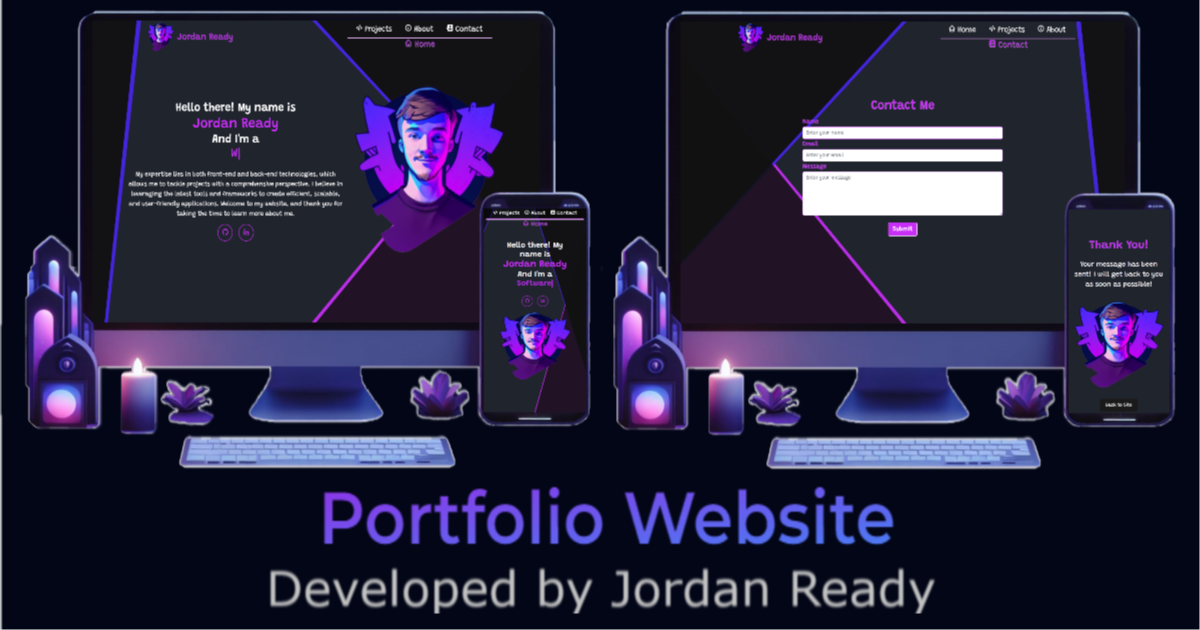 Jordan Ready
Projects About Contact
Home
Hello there! My name is
Jordan Ready
And I'm a
W|
My expertise lies in both front-end and back-end technologies, which
allows me to tackle projects with a comprehensive perspective. I believe in
leveraging the latest tools and frameworks to create efficient, scalable,
and user-friendly applications. Welcome to my website, and thank you for
taking the time to learn more about me.
Projects About Contact
Home
Hello there! My
name is
Jordan Ready
And I'm a
Software|
Jordan Ready
Home Projects About
Contact
Contact Me
Name
Enter your name
Email
Enter your email
Message
Enter your message
Submit
Thank You!
Your message has been
sent! I will get back to you
as soon as possible!
Back to Site
Portfolio Website
Developed by Jordan Ready